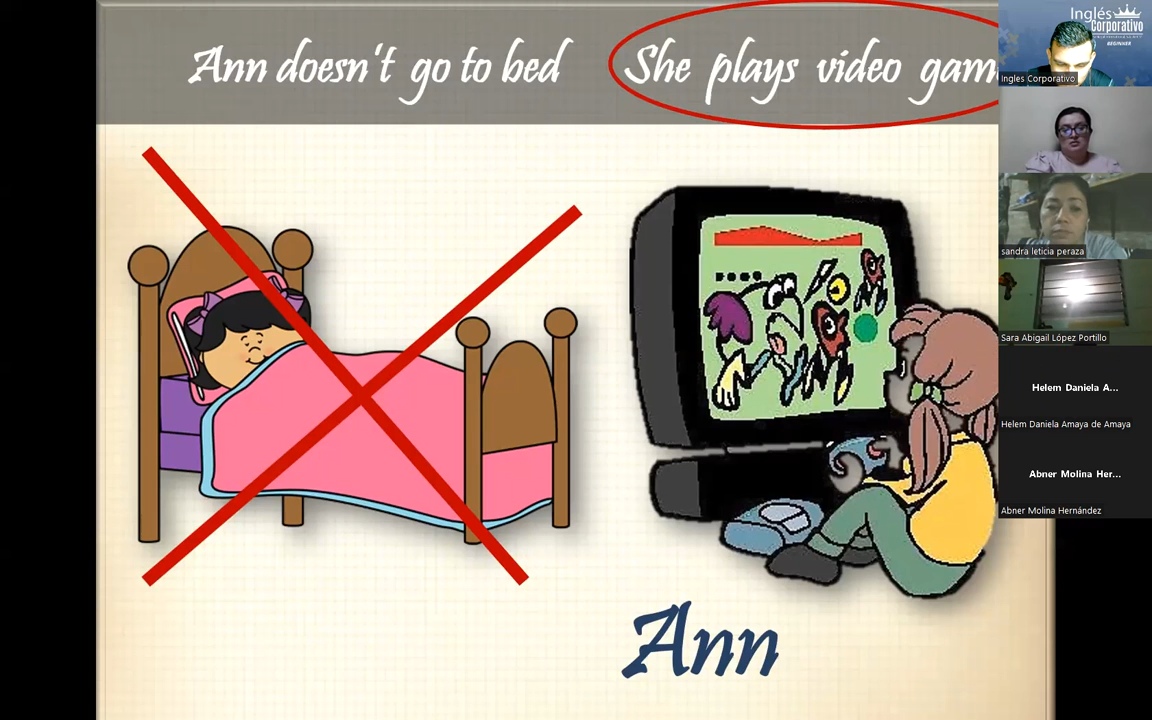 Ann doesn't go to bed
She plays video gam
Ann
Inglés
Corporativo
BEGINNER
Ingles Corporativo
sandra leticia peraza
Sara Abigail López Portillo
Helem Daniela A...
Helem Daniela Amaya de Amaya
Abner Molina Her...
Abner Molina Hernández